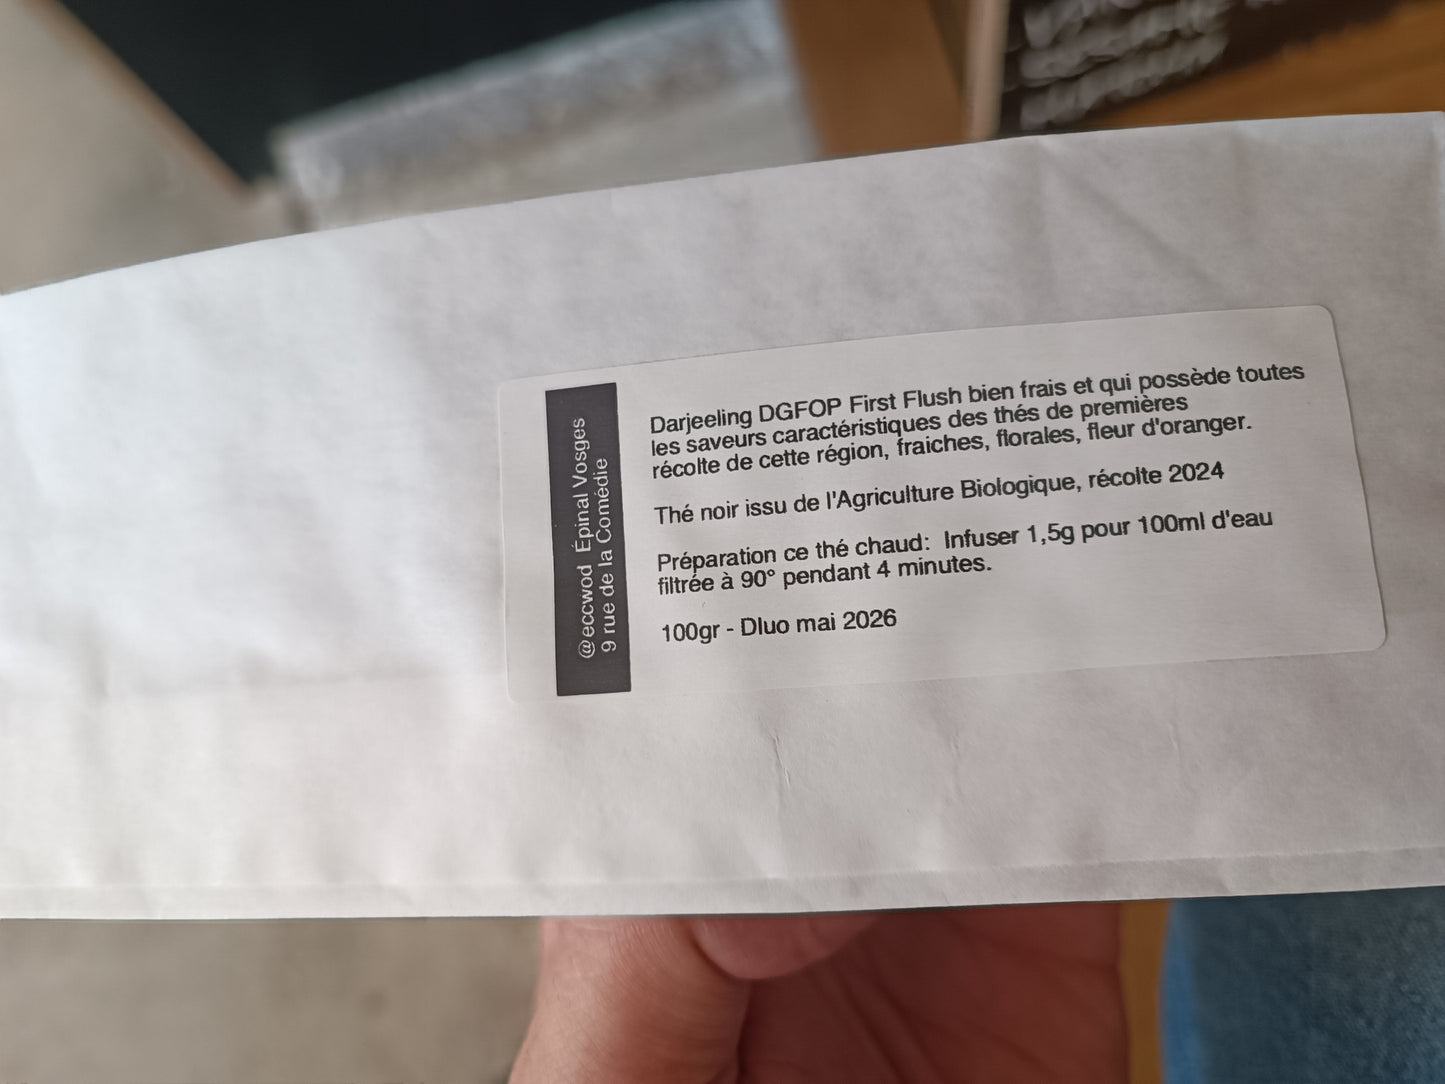 @eccwod Épinal Vosges
9 rue de la Comédie
Darjeeling DGFOP First Flush bien frais et qui possède toutes
les saveurs caractéristiques des thés de premières
récolte de cette région, fraiches, florales, fleur d'oranger.
Thé noir issu de l'Agriculture Biologique, récolte 2024
Préparation ce thé chaud: Infuser 1,5g pour 100ml d'eau
filtrée à 90° pendant 4 minutes.
100gr - Dluo mai 2026